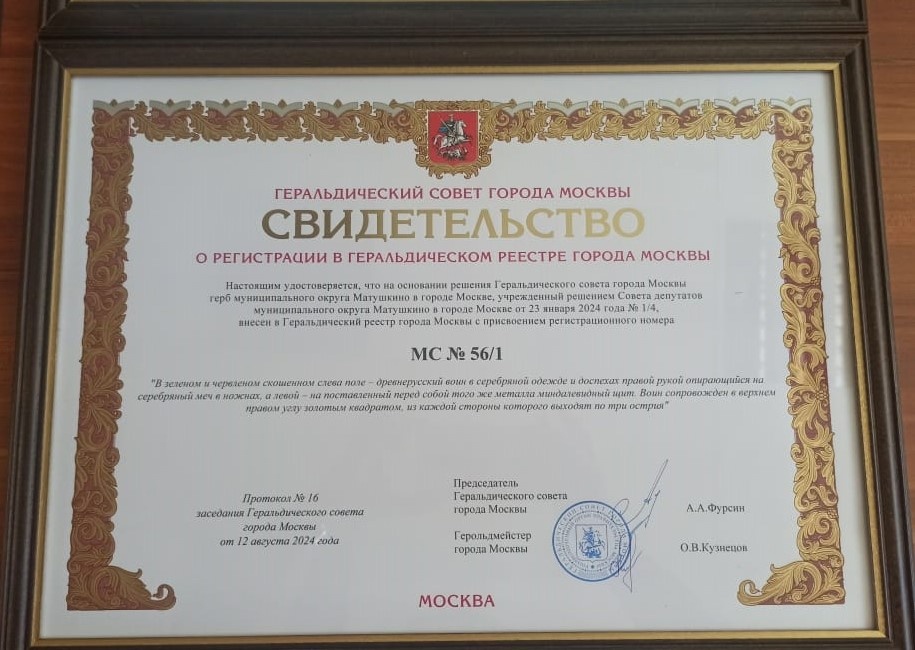 ГЕРАЛЬДИЧЕСКИЙ СОВЕТ ГОРОДА МОСКВЫ
СВИДЕТЕЛЬСТВО
О РЕГИСТРАЦИИ В ГЕРАЛЬДИЧЕСКОМ РЕЕСТРЕ ГОРОДА МОСКВЫ
Настоящим удостоверяется, что на основании решения Геральдического совета города Москвы
герб муниципального округа Матушкино в городе Москве, учрежденный решением Совета депутатов
муниципального округа Матушкино в городе Москве от 23 января 2024 года № 1/4,
внесен в Геральдический реестр города Москвы с присвоением регистрационного номера
МС № 56/1
"В зеленом и червленом скошенном слева поле – древнерусский воин в серебряной одежде и доспехах правой рукой опирающийся на
серебряный меч в ножнах, а левой – на поставленный перед собой того же металла миндалевидный щит. Воин сопровожден в верхнем
правом углу золотым квадратом, из каждой стороны которого выходят по три острия"
Протокол № 16
заседания Геральдического совета
города Москвы
от 12 августа 2024 года
Председатель
Геральдического совета
города Москвы
А.А.Фурсин
Герольдмейстер
города Москвы
О.В.Кузнецов
МОСКВА